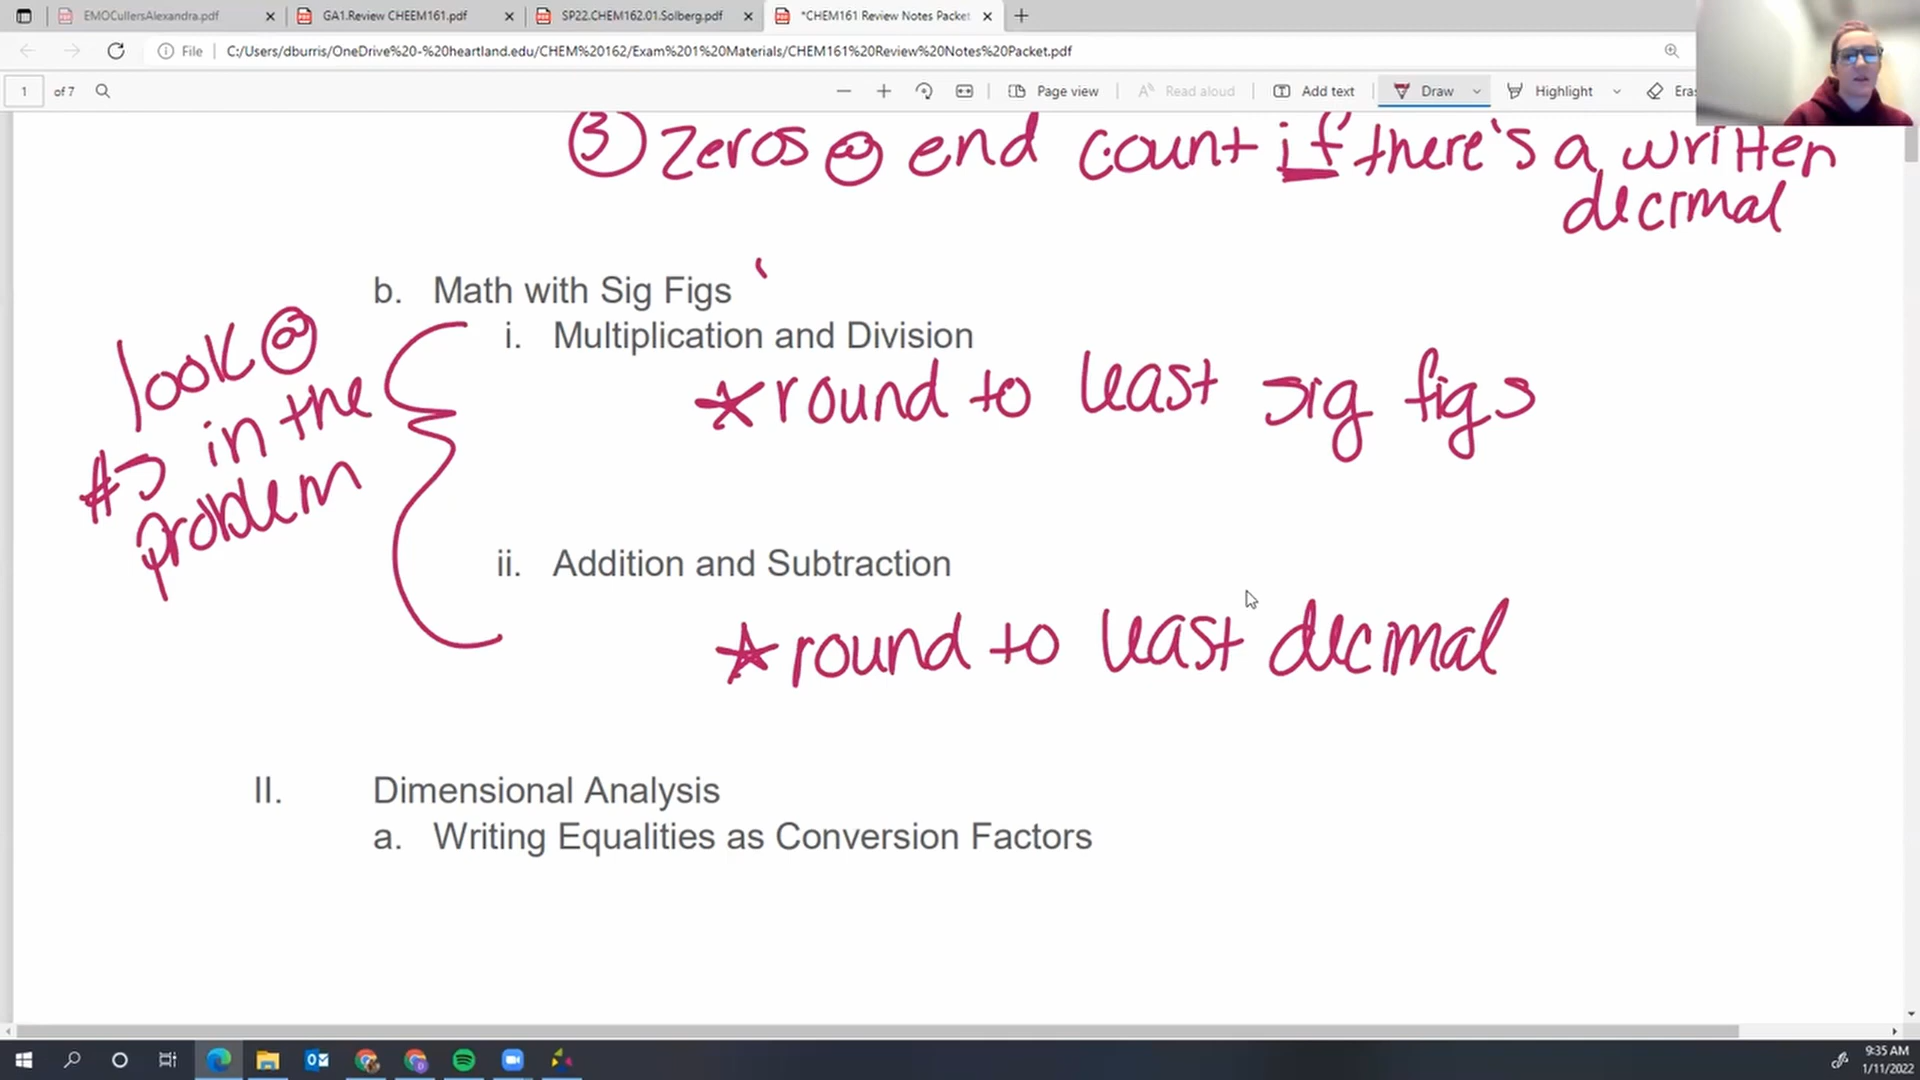 EMOCullersAlexandra.pdf
GA1.Review CHEEM161.pdf
SP22.CHEM162.01.Solberg.pdf
*CHEM161 Review Notes Packet
File
C:/Users/dburris/OneDrive%20-%20heartland.edu/CHEM%20162/Exam%201%20Materials/CHEM161%20Review%20Notes%20Packet.pdf
1 of 7
Page view
Read aloud
Add text
Draw
Highlight
Eras
③ zeros @ end count if there's a written
decimal
b. Math with Sig Figs
i. Multiplication and Division
look @
#s in the
problem
*round to least sig figs
ii. Addition and Subtraction
*round to least decimal
II. Dimensional Analysis
a. Writing Equalities as Conversion Factors
9:35 AM
1/11/2022